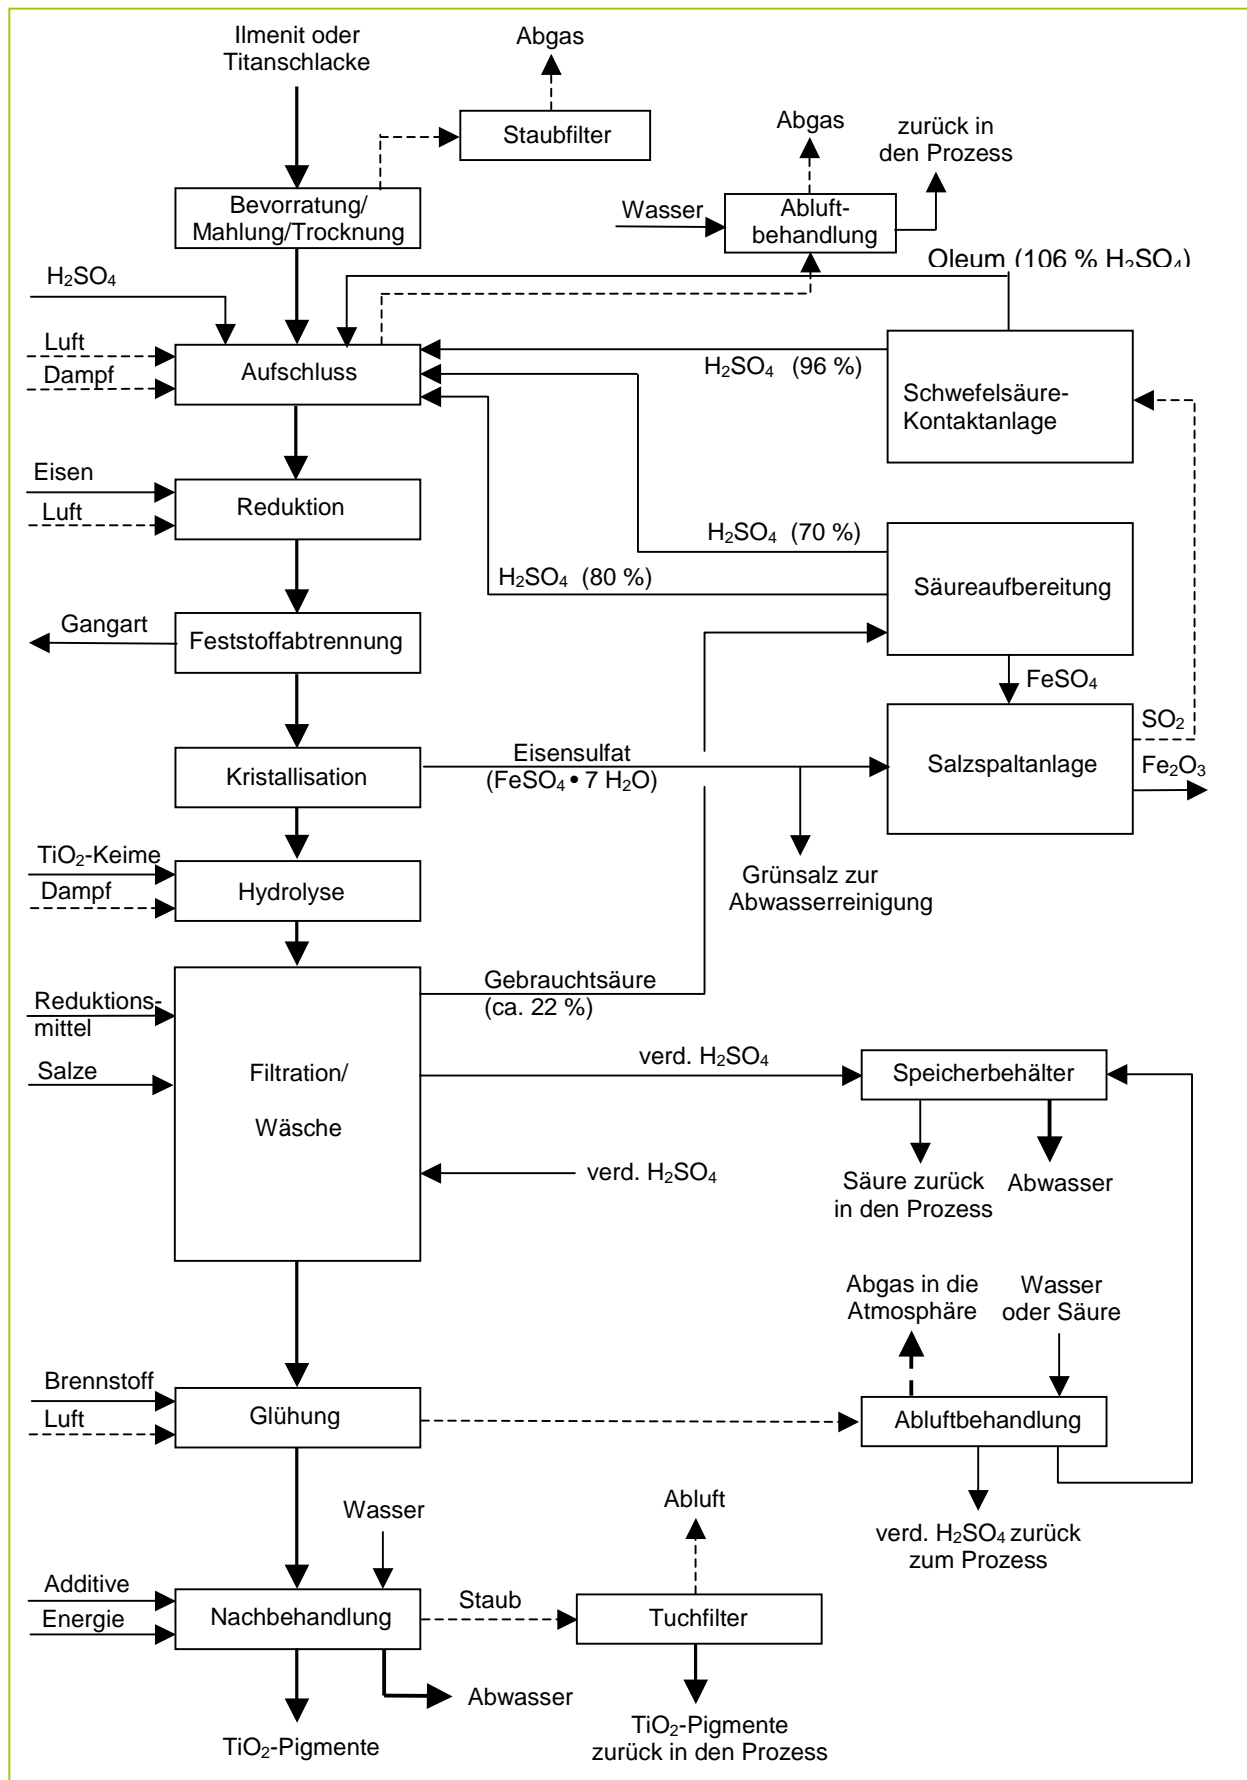 Ilmenit oder
Titanschlacke
Abgas
Staubfilter
Abgas
zurück in
den Prozess
Bevorratung/
Mahlung/Trocknung
Wasser
Abluft-
behandlung
Oleum (106 % H₂SO₄)
H₂SO₄
Luft
Dampf
Aufschluss
H₂SO₄ (96 %)
Schwefelsäure-
Kontaktanlage
Eisen
Luft
Reduktion
H₂SO₄ (70 %)
H₂SO₄ (80 %)
Säureaufbereitung
Gangart
Feststoffabtrennung
FeSO₄
SO₂
Kristallisation
Eisensulfat
(FeSO₄ • 7 H₂O)
Salzspaltanlage
Fe₂O₃
TiO₂-Keime
Dampf
Hydrolyse
Grünsalz zur
Abwasserreinigung
Reduktions-
mittel
Salze
Filtration/
Wäsche
Gebrauchtsäure
(ca. 22 %)
verd. H₂SO₄
Speicherbehälter
verd. H₂SO₄
Säure zurück
in den Prozess
Abwasser
Abgas in die
Atmosphäre
Wasser
oder Säure
Brennstoff
Luft
Glühung
Abluftbehandlung
Wasser
Abluft
verd. H₂SO₄ zurück
zum Prozess
Additive
Energie
Nachbehandlung
Staub
Tuchfilter
Abwasser
TiO₂-Pigmente
TiO₂-Pigmente
zurück in den Prozess